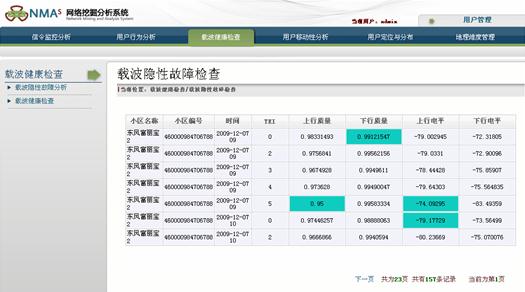 NMAS 网络挖掘分析系统
Network Mining and Analysis System
当前用户: admin
用户管理
信令监控分析 用户行为分析 载波健康检查 用户移动性分析 用户定位与分布 地理维度管理
载波健康检查
载波隐性故障分析
载波健康检查
载波隐性故障检查
当前位置: 载波健康检查/载波隐性故障检查
小区名称 小区编号 时间 TRI 上行质量 下行质量 上行电平 下行电平
东风富丽宝2 460000984706788 2009-12-07 09 0 0.98331493 0.99121547 -79.002945 -72.31805
东风富丽宝2 460000984706788 2009-12-07 09 2 0.9756841 0.99562156 -79.0331 -72.90096
东风富丽宝2 460000984706788 2009-12-07 09 3 0.9674928 0.9949611 -78.44428 -75.85907
东风富丽宝2 460000984706788 2009-12-07 09 4 0.973628 0.99490047 -79.64303 -75.564835
东风富丽宝2 460000984706788 2009-12-07 09 5 0.95 0.99583334 -74.09295 -83.49359
东风富丽宝2 460000984706788 2009-12-07 10 0 0.97446257 0.98888063 -79.17729 -73.56499
东风富丽宝2 460000984706788 2009-12-07 10 2 0.9666866 0.9940594 -80.23669 -75.070076
下一页 共为23页 共有157条记录 当前为第1页